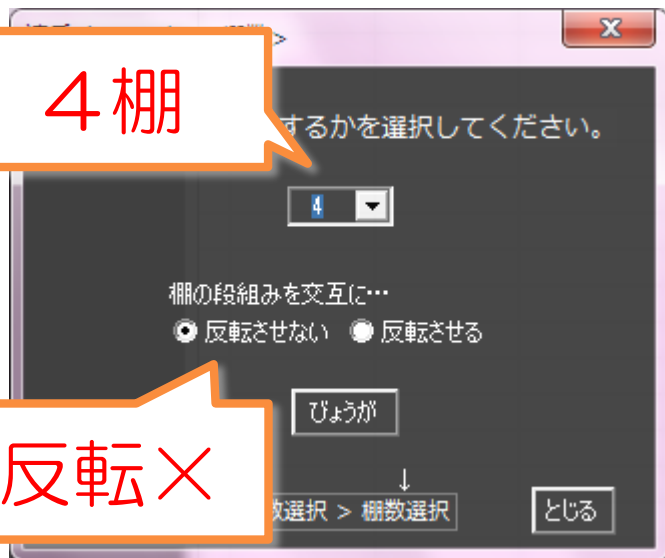 ４棚
>
するかを選択してください。
4
棚の段組みを交互に…
反転させない 反転させる
びょうが
反転×
↓
数選択 > 棚数選択
とじる